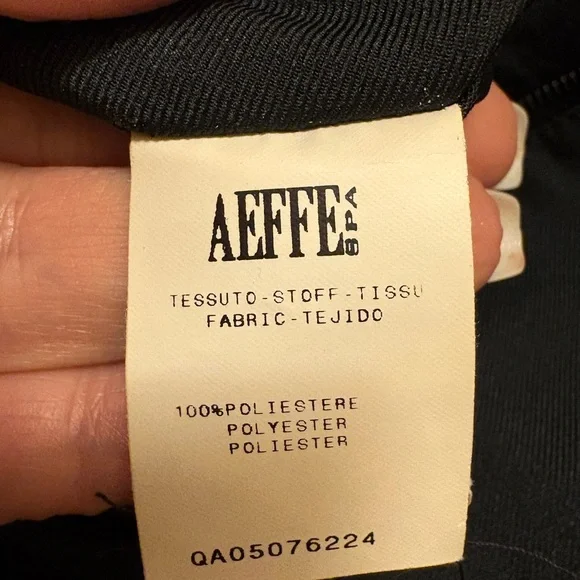 AEFFE SPA
TESSUTO-STOFF-TISSU
FABRIC-TEJIDO
100%POLIESTERE
POLYESTER
POLIESTER
QA05076224